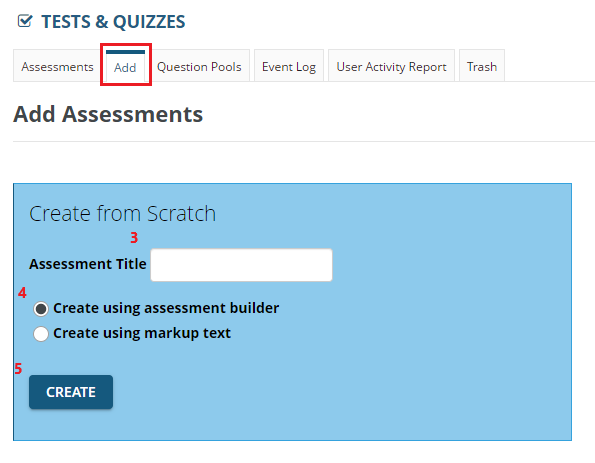 TESTS & QUIZZES
Assessments Add Question Pools Event Log User Activity Report Trash
Add Assessments
Create from Scratch
3
Assessment Title
4
Create using assessment builder
Create using markup text
5
CREATE